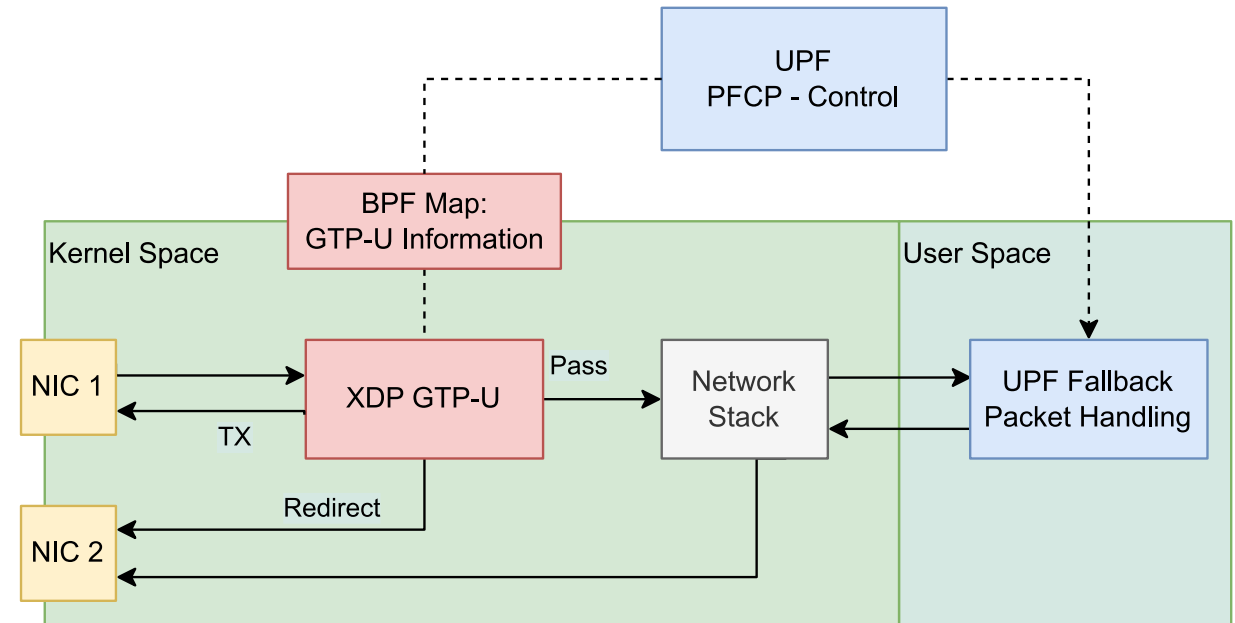 UPF
PFCP - Control
BPF Map:
GTP-U Information
Kernel Space
User Space
NIC 1
XDP GTP-U
Pass
Network
Stack
UPF Fallback
Packet Handling
TX
Redirect
NIC 2